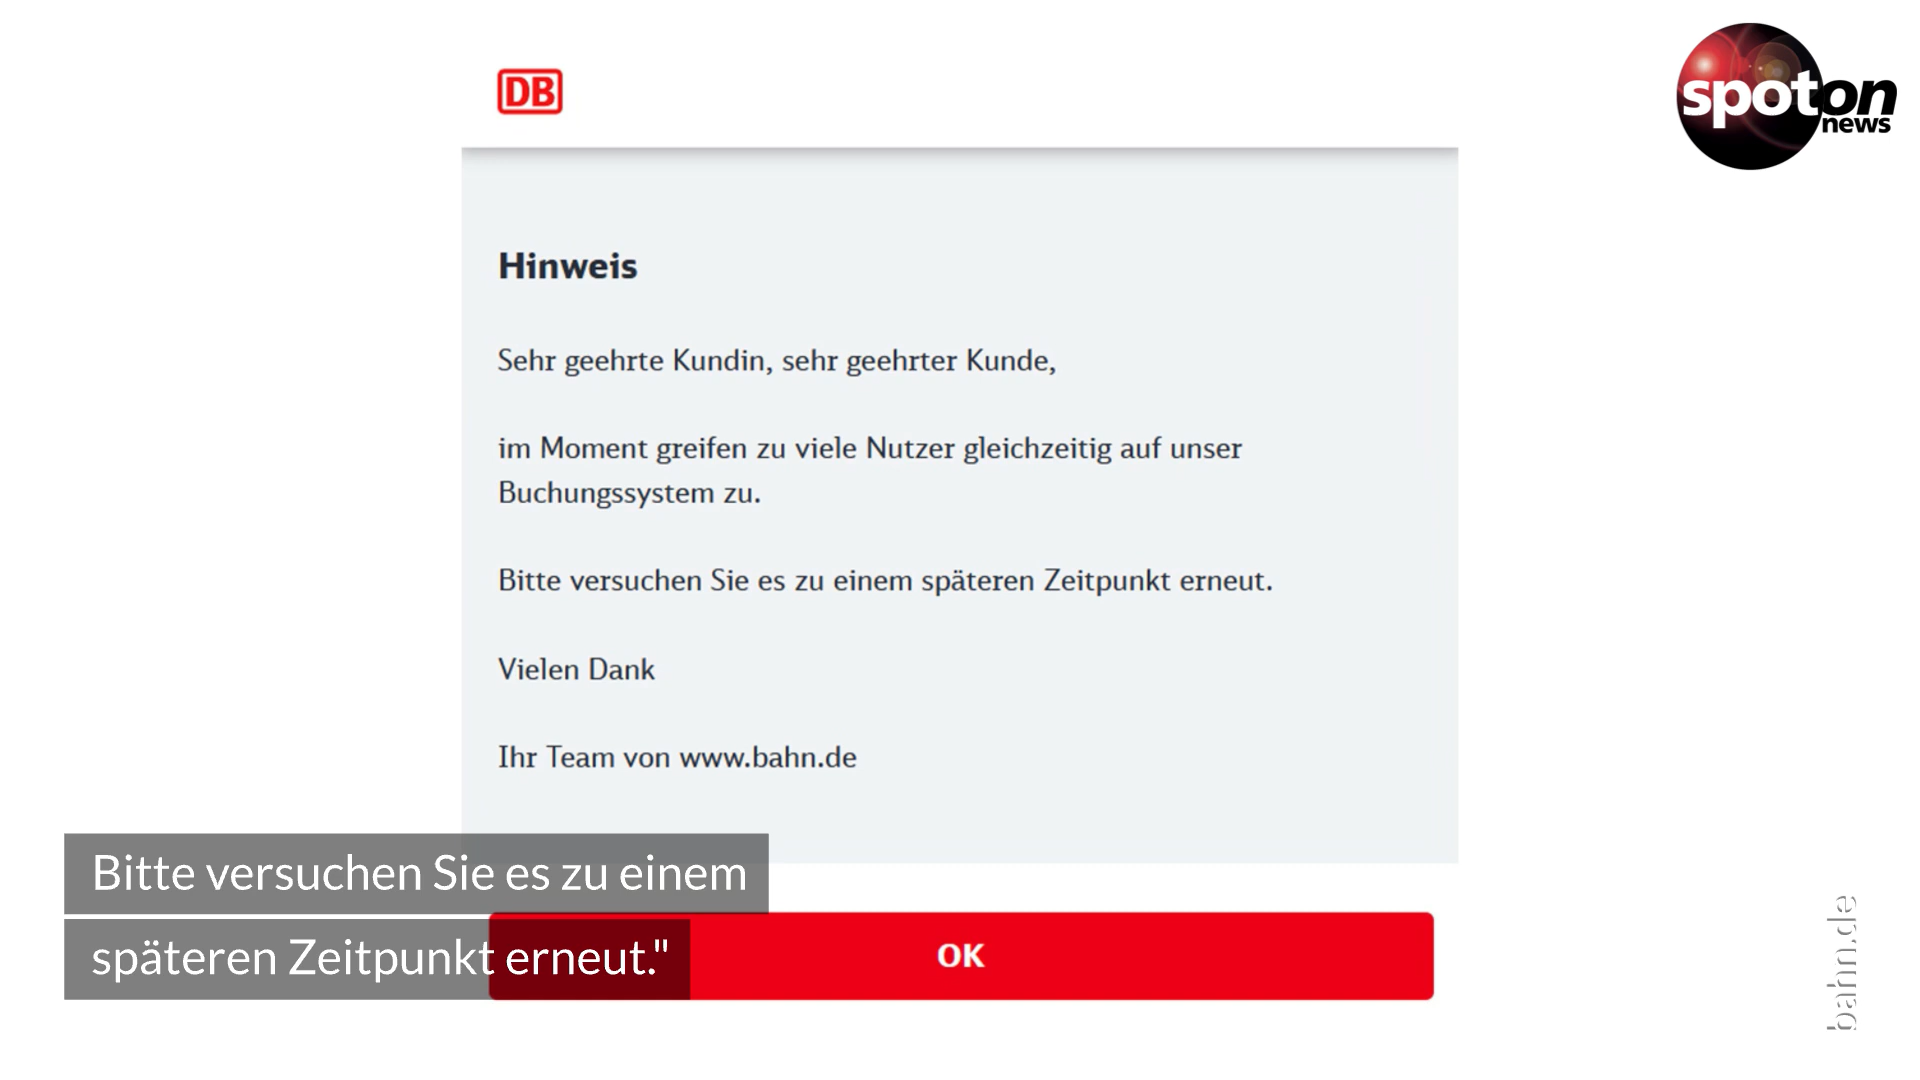 DB
spoton
news
Hinweis
Sehr geehrte Kundin, sehr geehrter Kunde,
im Moment greifen zu viele Nutzer gleichzeitig auf unser
Buchungssystem zu.
Bitte versuchen Sie es zu einem späteren Zeitpunkt erneut.
Vielen Dank
Ihr Team von www.bahn.de
Bitte versuchen Sie es zu einem
späteren Zeitpunkt erneut."
OK
bahn.de